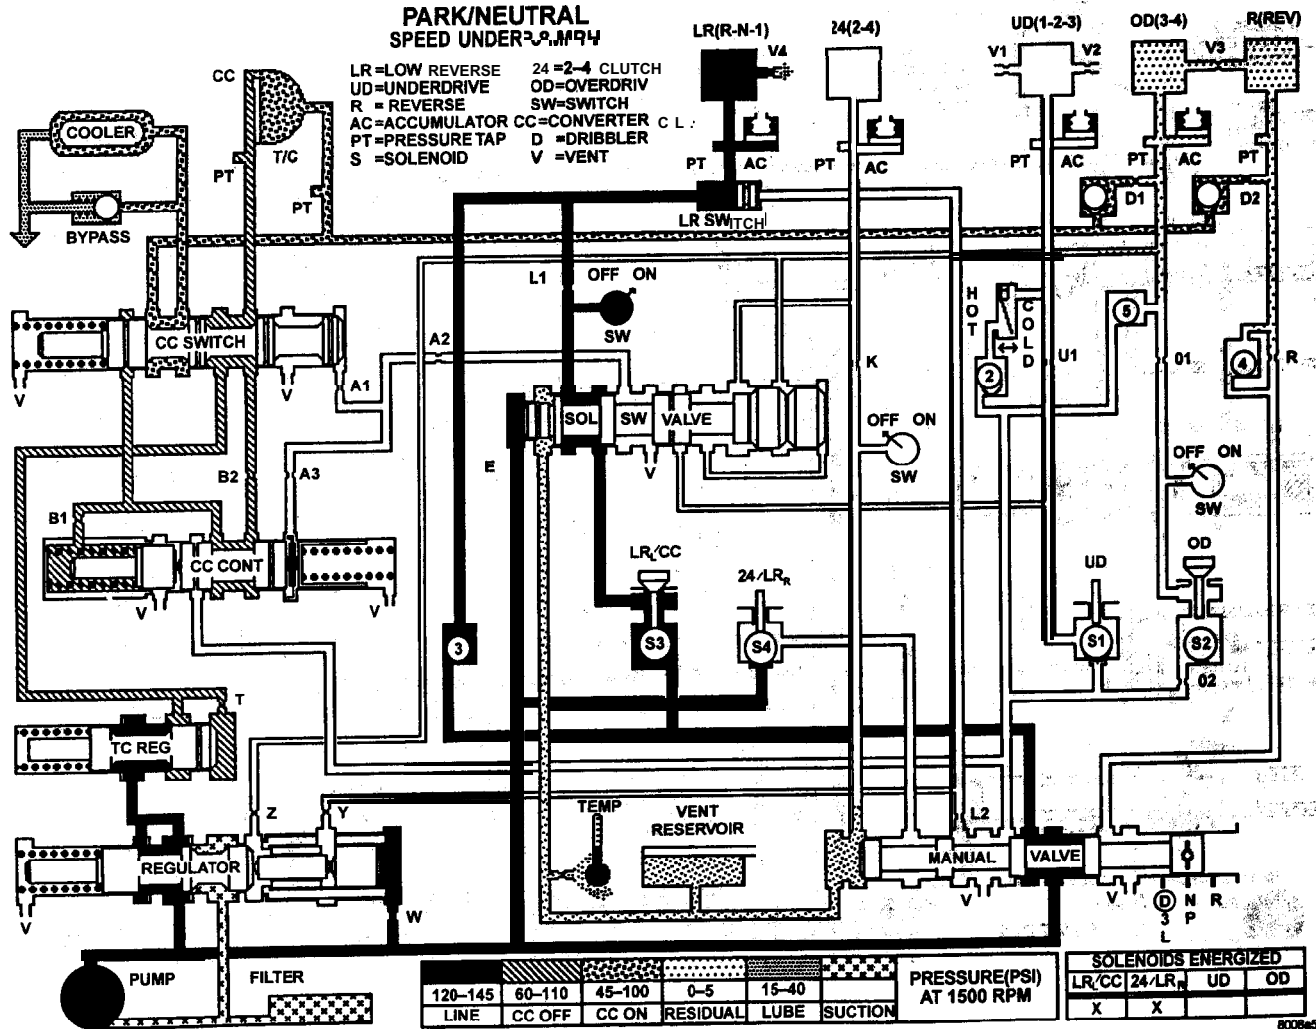 PARK/NEUTRAL
SPEED UNDER
LR =LOW REVERSE 24 =2-4 CLUTCH
UD=UNDERDRIVE OD=OVERDRIV
R = REVERSE SW=SWITCH
AC=ACCUMULATOR CC=CONVERTER C L .
PT=PRESSURE TAP D =DRIBBLER
S =SOLENOID V =VENT
LR(R-N-1)
24(2-4)
UD(1-2-3)
OD(3-4)
R(REV)
V4
V1
V2
V3
CC
COOLER
T/C
PT
PT
BYPASS
PT
AC
PT
AC
PT
AC
PT
AC
PT
D1
D2
LR SWITCH
L1
OFF ON
SW
HOT
COLD
5
CC SWITCH
A2
A1
V
V
K
2
U1
01
4
R
SOL SW VALVE
OFF ON
SW
V
E
OFF ON
SW
B2
A3
B1
CC CONT
V
V
LR/CC
24/LRR
UD
OD
3
S3
S4
S1
S2
02
T
TC REG
Z
Y
TEMP
VENT
RESERVOIR
L2
REGULATOR
MANUAL VALVE
V
W
V
V
D
3
L
N
P
R
PUMP
FILTER
120-145 60-110 45-100 0-5 15-40
LINE CC OFF CC ON RESIDUAL LUBE SUCTION
PRESSURE(PSI)
AT 1500 RPM
SOLENOIDS ENERGIZED
LR/CC 24/LRR UD OD
X X